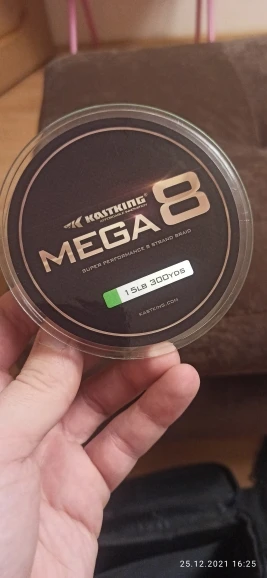 KASTKING®
MEGA 8
SUPER PERFORMANCE 8 STRAND BRAID
15LB 300YDS
KASTKING.COM
25.12.2021 16:25